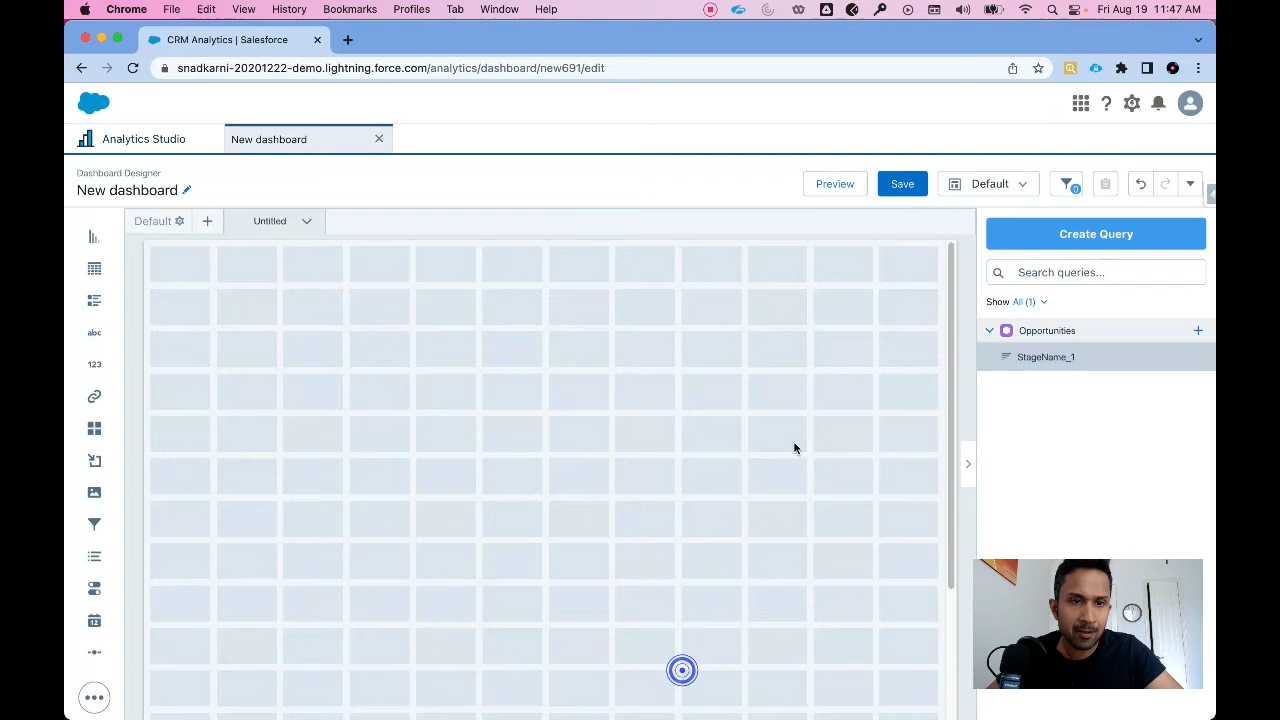 Chrome File Edit View History Bookmarks Profiles Tab Window Help Fri Aug 19 11:47 AM
CRM Analytics | Salesforce
snadkarni-20201222-demo.lightning.force.com/analytics/dashboard/new691/edit
Analytics Studio New dashboard
Dashboard Designer
New dashboard
Preview Save Default 0
Default Untitled
Create Query
Search queries...
Show All (1)
Opportunities
StageName_1
abc
123
12